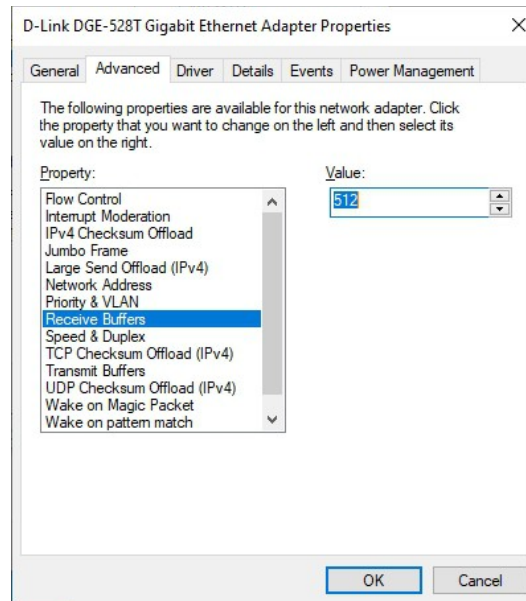 D-Link DGE-528T Gigabit Ethernet Adapter Properties
General Advanced Driver Details Events Power Management
The following properties are available for this network adapter. Click
the property that you want to change on the left and then select its
value on the right.
Property:
Value:
Flow Control
Interrupt Moderation
IPv4 Checksum Offload
Jumbo Frame
Large Send Offload (IPv4)
Network Address
Priority & VLAN
Receive Buffers
Speed & Duplex
TCP Checksum Offload (IPv4)
Transmit Buffers
UDP Checksum Offload (IPv4)
Wake on Magic Packet
Wake on pattern match
512
OK
Cancel